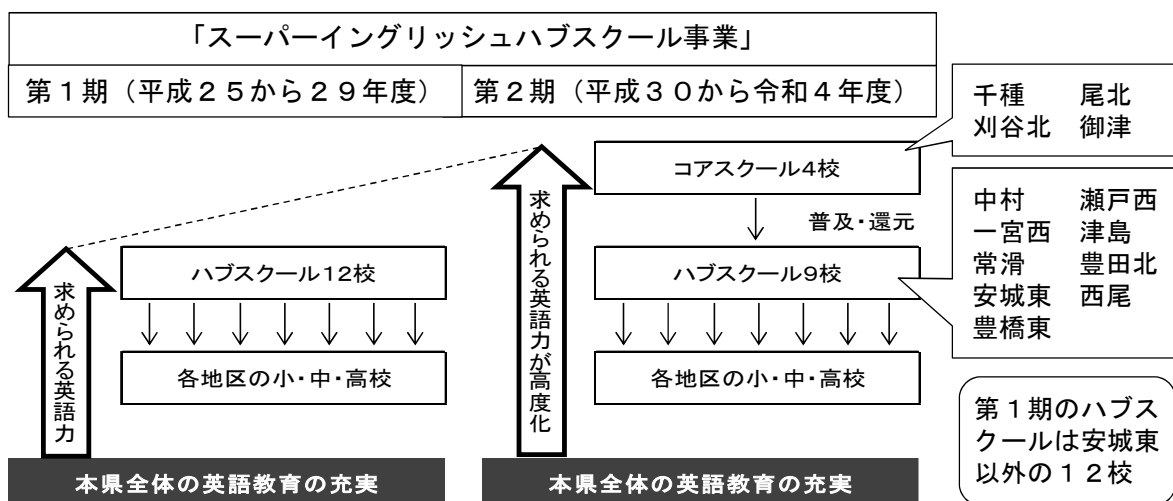 「スーパーイングリッシュハブスクール事業」
第１期（平成２５から２９年度）
第２期（平成３０から令和４年度）
千種　尾北
刈谷北　御津
コアスクール4校
普及・還元
中村　瀬戸西
一宮西　津島
常滑　豊田北
安城東　西尾
豊橋東
ハブスクール12校
ハブスクール9校
各地区の小・中・高校
各地区の小・中・高校
求められる英語力
求められる英語力が高度化
第１期のハブス
クールは安城東
以外の１２校
本県全体の英語教育の充実
本県全体の英語教育の充実